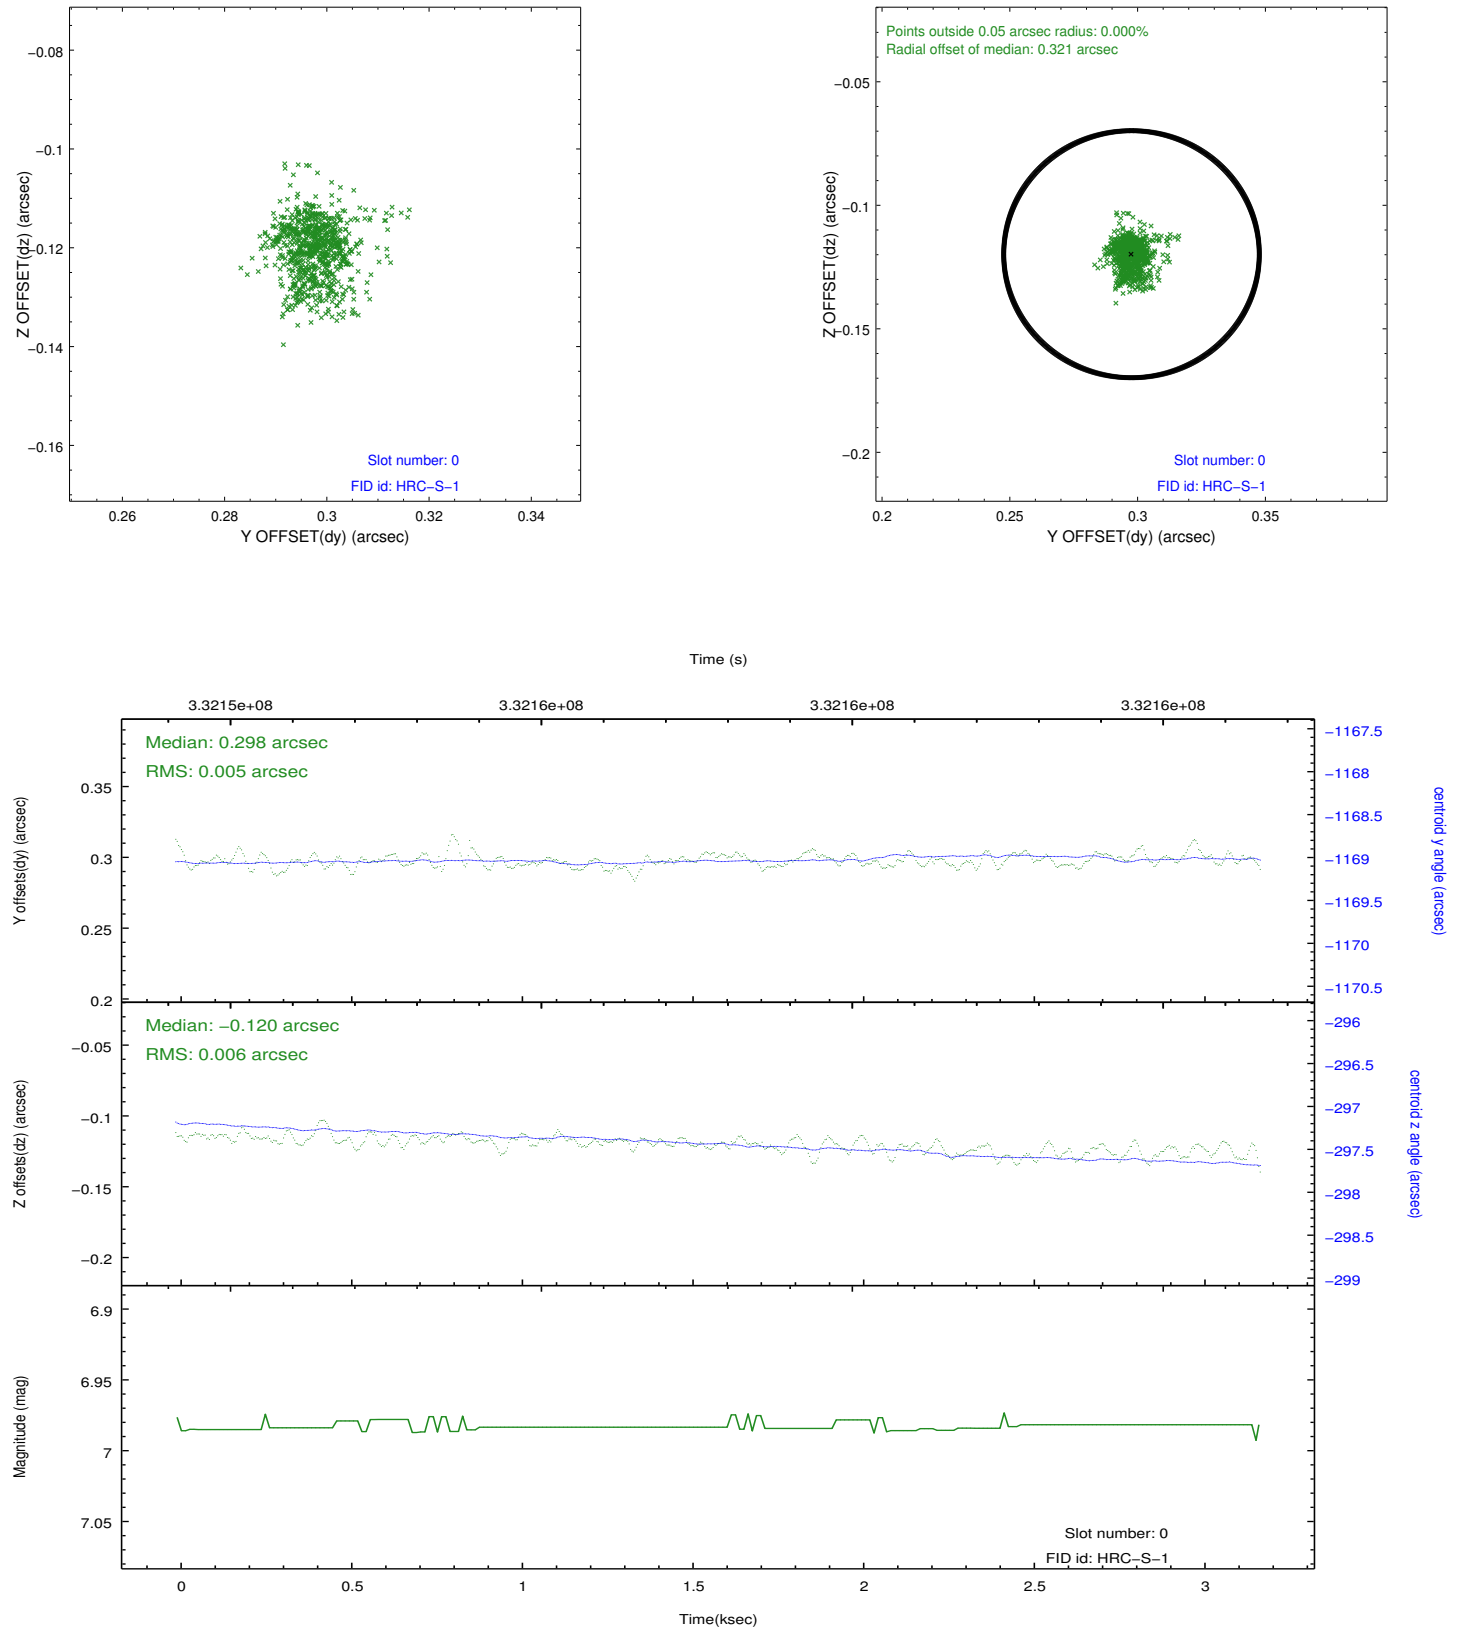 −0.08
−0.1
−0.12
−0.14
−0.16
Z OFFSET(dz) (arcsec)
Slot number: 0
FID id: HRC−S−1
0.26
0.28
0.3
0.32
0.34
Y OFFSET(dy) (arcsec)
Points outside 0.05 arcsec radius: 0.000%
Radial offset of median: 0.321 arcsec
−0.05
−0.1
−0.15
−0.2
Z OFFSET(dz) (arcsec)
Slot number: 0
FID id: HRC−S−1
0.2
0.25
0.3
0.35
Y OFFSET(dy) (arcsec)
Time (s)
3.3215e+08
3.3216e+08
3.3216e+08
3.3216e+08
Median: 0.298 arcsec
RMS: 0.005 arcsec
0.35
0.3
0.25
0.2
Y offsets(dy) (arcsec)
−1167.5
−1168
−1168.5
−1169
−1169.5
−1170
−1170.5
centroid y angle (arcsec)
Median: −0.120 arcsec
RMS: 0.006 arcsec
−0.05
−0.1
−0.15
−0.2
Z offsets(dz) (arcsec)
−296
−296.5
−297
−297.5
−298
−298.5
−299
centroid z angle (arcsec)
6.9
6.95
7
7.05
Magnitude (mag)
Slot number: 0
FID id: HRC−S−1
0
0.5
1
1.5
2
2.5
3
Time(ksec)